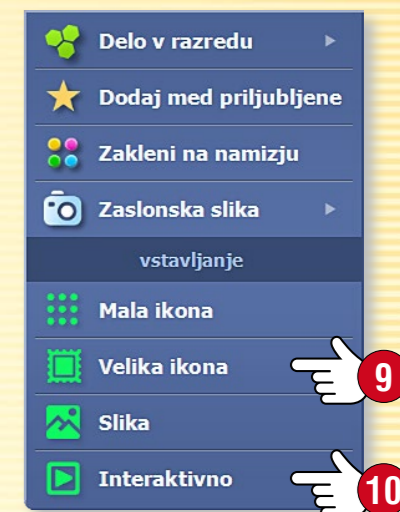 Delo v razredu
Dodaj med priljubljene
Zakleni na namizju
Zaslonska slika
vstavljanje
Mala ikona
Velika ikona
9
Slika
Interaktivno
10